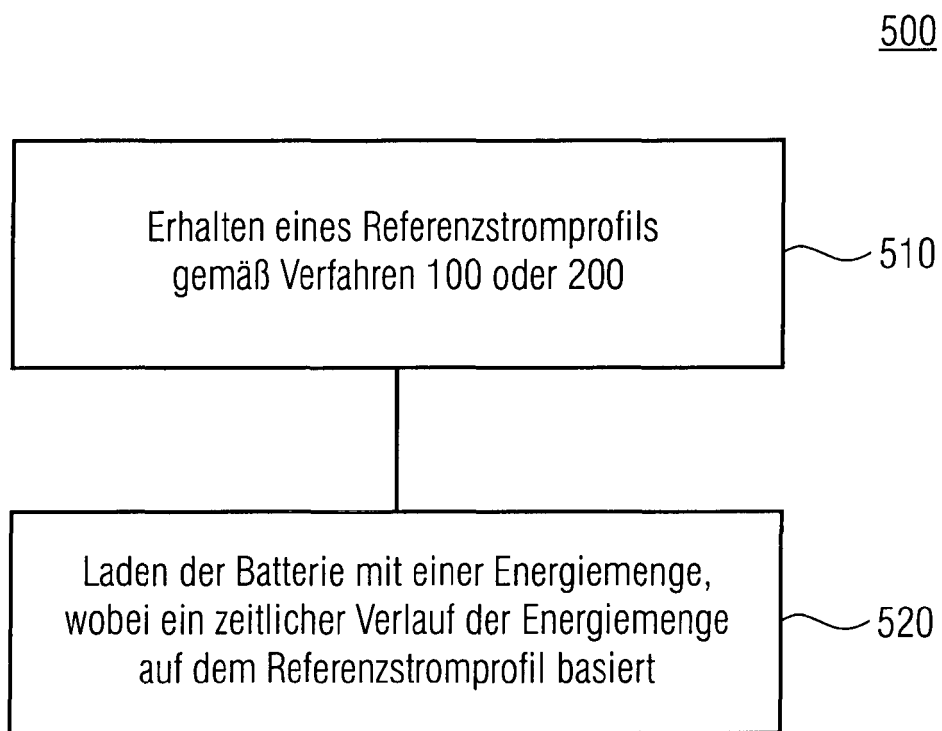 500
Erhalten eines Referenzstromprofils
gemäß Verfahren 100 oder 200
510
Laden der Batterie mit einer Energiemenge,
wobei ein zeitlicher Verlauf der Energiemenge
auf dem Referenzstromprofil basiert
520